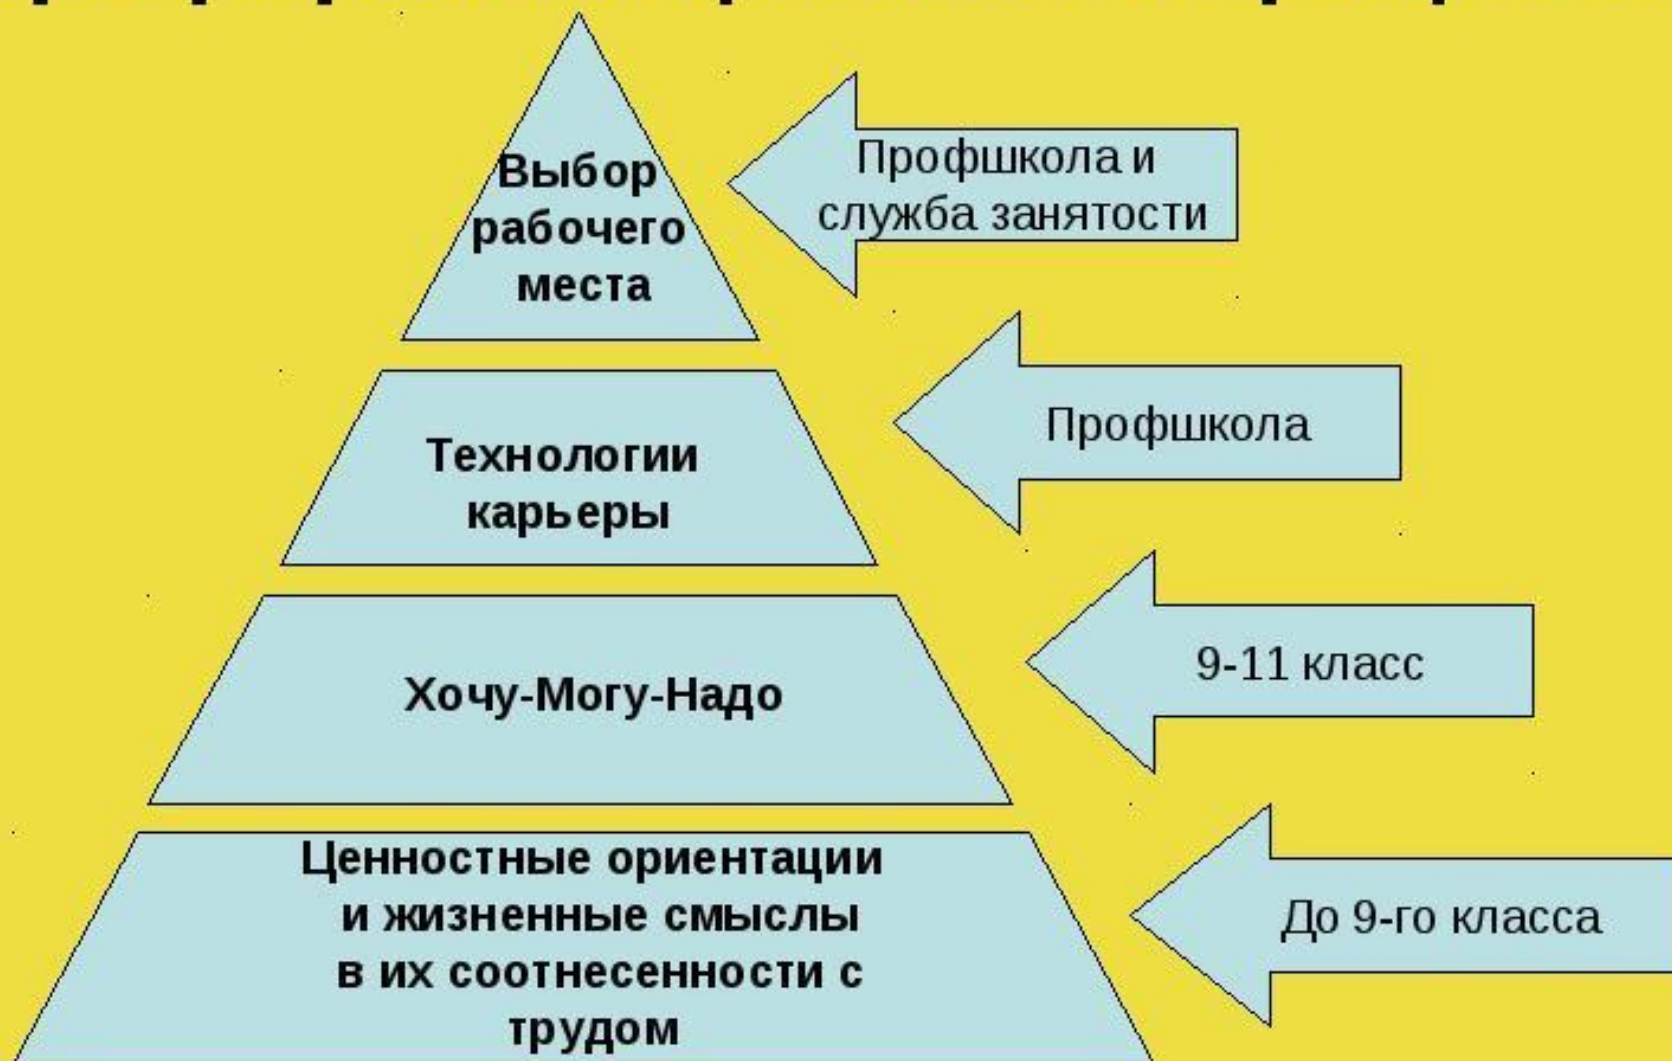 Выбор
рабочего
места
Профшкола и
служба занятости
Технологии
карьеры
Профшкола
Хочу-Могу-Надо
9-11 класс
Ценностные ориентации
и жизненные смыслы
в их соотнесенности с
трудом
До 9-го класса